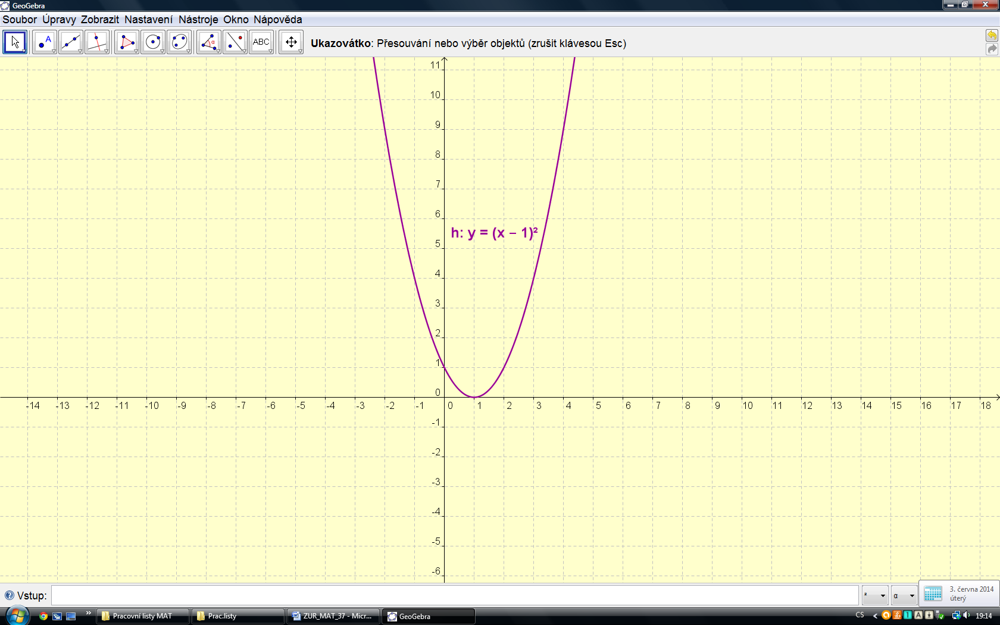 GeoGebra
Soubor Úpravy Zobrazit Nastavení Nástroje Okno Nápověda
A
α
ABC
Ukazovátko: Přesouvání nebo výběr objektů (zrušit klávesou Esc)
11
10
9
8
7
6
h: y = (x − 1)²
5
4
3
2
1
0
-14 -13 -12 -11 -10 -9 -8 -7 -6 -5 -4 -3 -2 -1 0 1 2 3 4 5 6 7 8 9 10 11 12 13 14 15 16 17 18
-1
-2
-3
-4
-5
-6
Vstup:
²
α
3. června 2014
úterý
Pracovní listy MAT
Prac.listy
ZUR_MAT_37 - Micr...
GeoGebra
CS
19:14